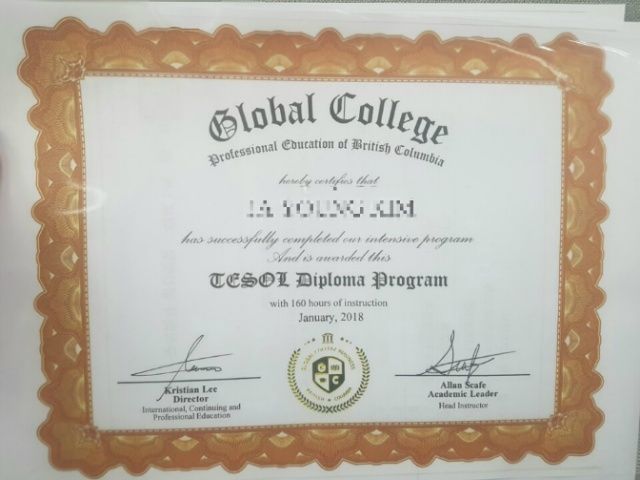 Global College
Professional Education of British Columbia
hereby certifies that
has successfully completed our intensive program
And is awarded this
TESOL Diploma Program
with 160 hours of instruction
January, 2018
Kristian Lee
Director
International, Continuing and
Professional Education
Allan Scafe
Academic Leader
Head Instructor